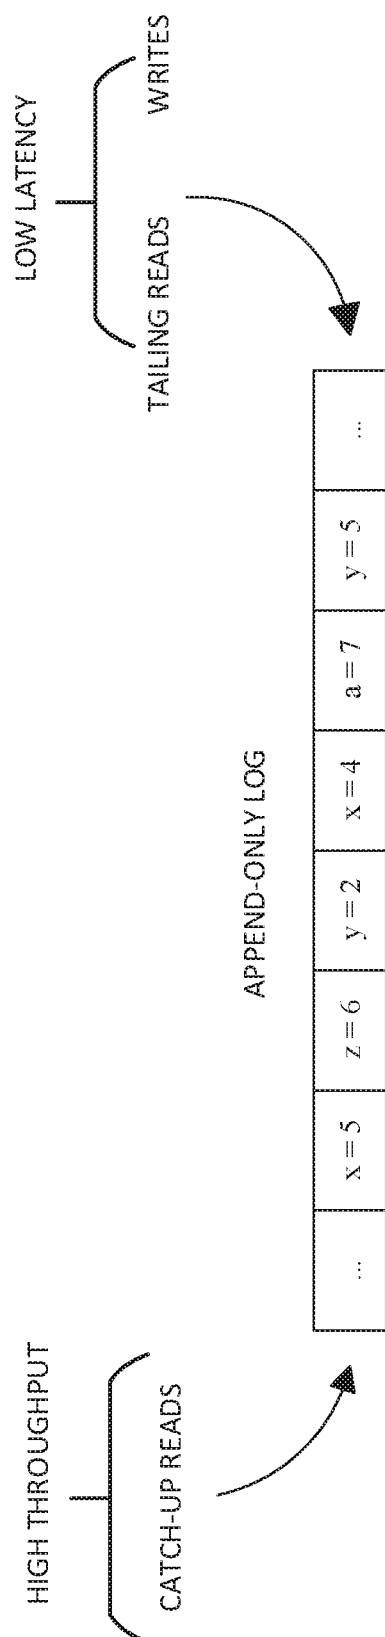 HIGH THROUGHPUT
CATCH-UP READS
LOW LATENCY
TAILING READS
WRITES
APPEND-ONLY LOG
... x = 5 z = 6 y = 2 x = 4 a = 7 y = 5 ...